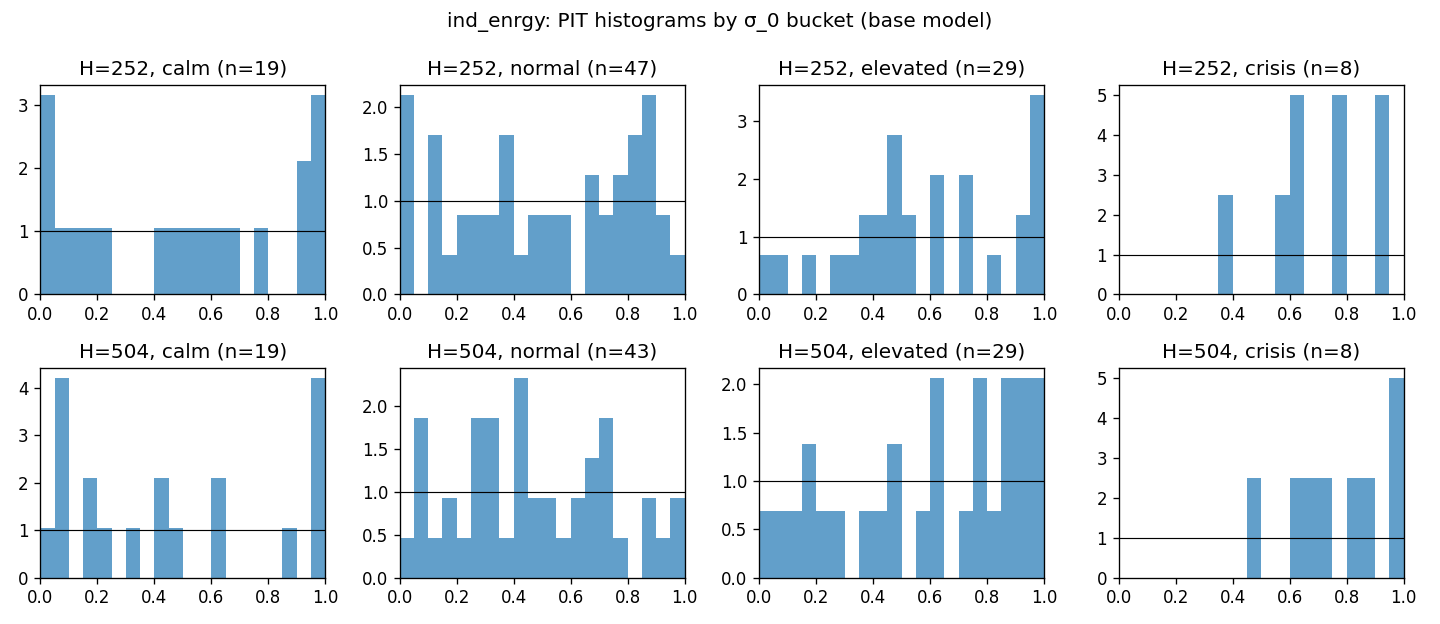 ind_enrgy: PIT histograms by σ_0 bucket (base model)
H=252, calm (n=19)
3
2
1
0
0.0 0.2 0.4 0.6 0.8 1.0
H=252, normal (n=47)
2.0
1.5
1.0
0.5
0.0
0.0 0.2 0.4 0.6 0.8 1.0
H=252, elevated (n=29)
3
2
1
0
0.0 0.2 0.4 0.6 0.8 1.0
H=252, crisis (n=8)
5
4
3
2
1
0
0.0 0.2 0.4 0.6 0.8 1.0
H=504, calm (n=19)
4
3
2
1
0
0.0 0.2 0.4 0.6 0.8 1.0
H=504, normal (n=43)
2.0
1.5
1.0
0.5
0.0
0.0 0.2 0.4 0.6 0.8 1.0
H=504, elevated (n=29)
2.0
1.5
1.0
0.5
0.0
0.0 0.2 0.4 0.6 0.8 1.0
H=504, crisis (n=8)
5
4
3
2
1
0
0.0 0.2 0.4 0.6 0.8 1.0